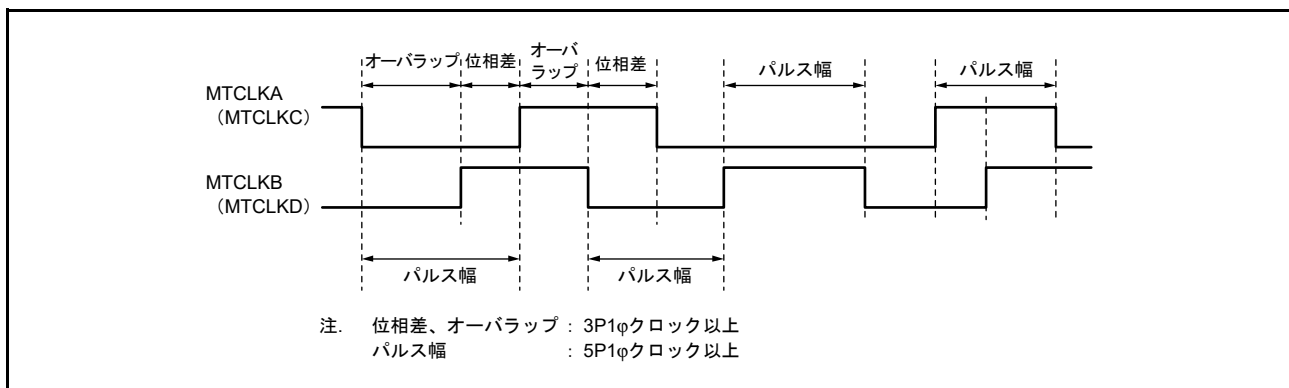 オーバラップ 位相差 オーバ
ラップ 位相差 パルス幅 パルス幅
MTCLKA
（MTCLKC）
MTCLKB
（MTCLKD）
パルス幅 パルス幅
注. 位相差、オーバラップ : 3P1φクロック以上
パルス幅 : 5P1φクロック以上